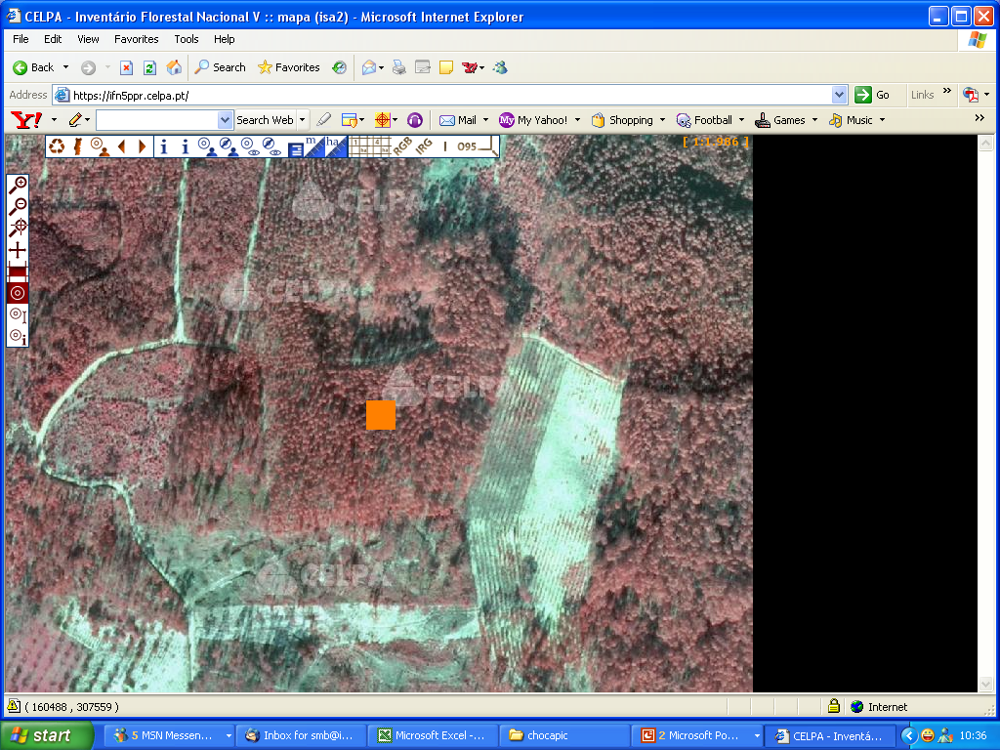 CELPA - Inventário Florestal Nacional V :: mapa (isa2) - Microsoft Internet Explorer
File Edit View Favorites Tools Help
Back Search Favorites
Address https://ifn5ppr.celpa.pt/ Go Links »
Y! Search Web Mail My Yahoo! Shopping Football Games Music »
[ 1:1.986 ]
i i m ha RGB IRG I 095
CELPA
CELPA
CELPA
CELPA
( 160488 , 307559 ) Internet
start 5 MSN Messen... Inbox for smb@i... Microsoft Excel -... chocapic 2 Microsoft Po... CELPA - Inventá... 10:36